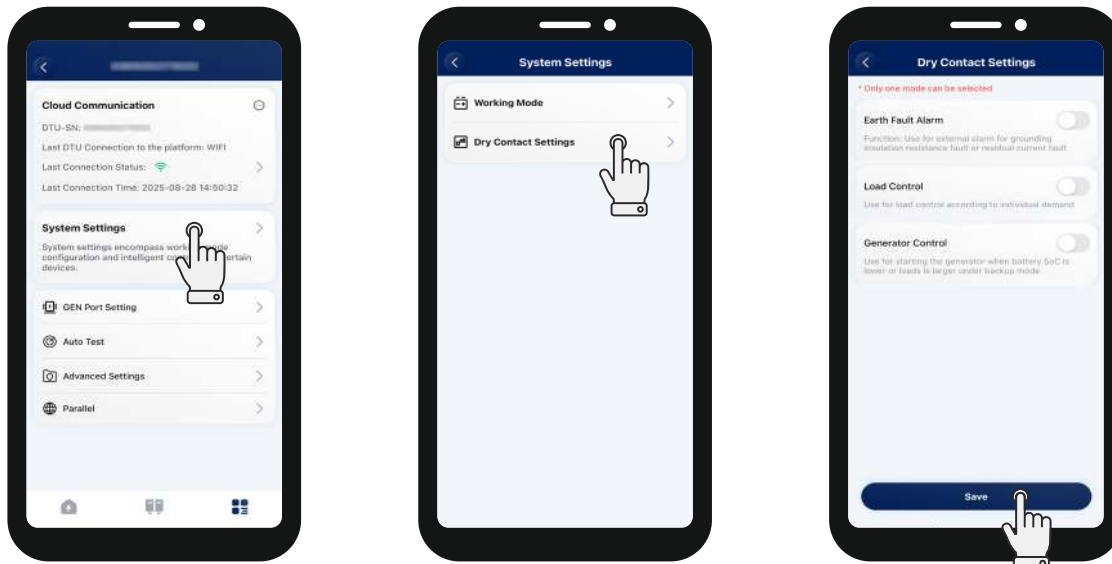 Cloud Communication
DTU-SN:
Last DTU Connection to the platform: WIFI
Last Connection Status:
Last Connection Time: 2025-08-28 14:50:32
System Settings
System settings encompass working mode
configuration and intelligent certain
devices.
GEN Port Setting
Auto Test
Advanced Settings
Parallel
System Settings
Working Mode
Dry Contact Settings
Dry Contact Settings
* Only one mode can be selected
Earth Fault Alarm
Function: Use for external alarm for grounding
insulation resistance fault or residual current fault
Load Control
Use for load control according to individual demand
Generator Control
Use for starting the generator when battery SoC is
lower or loads is larger under backup mode
Save